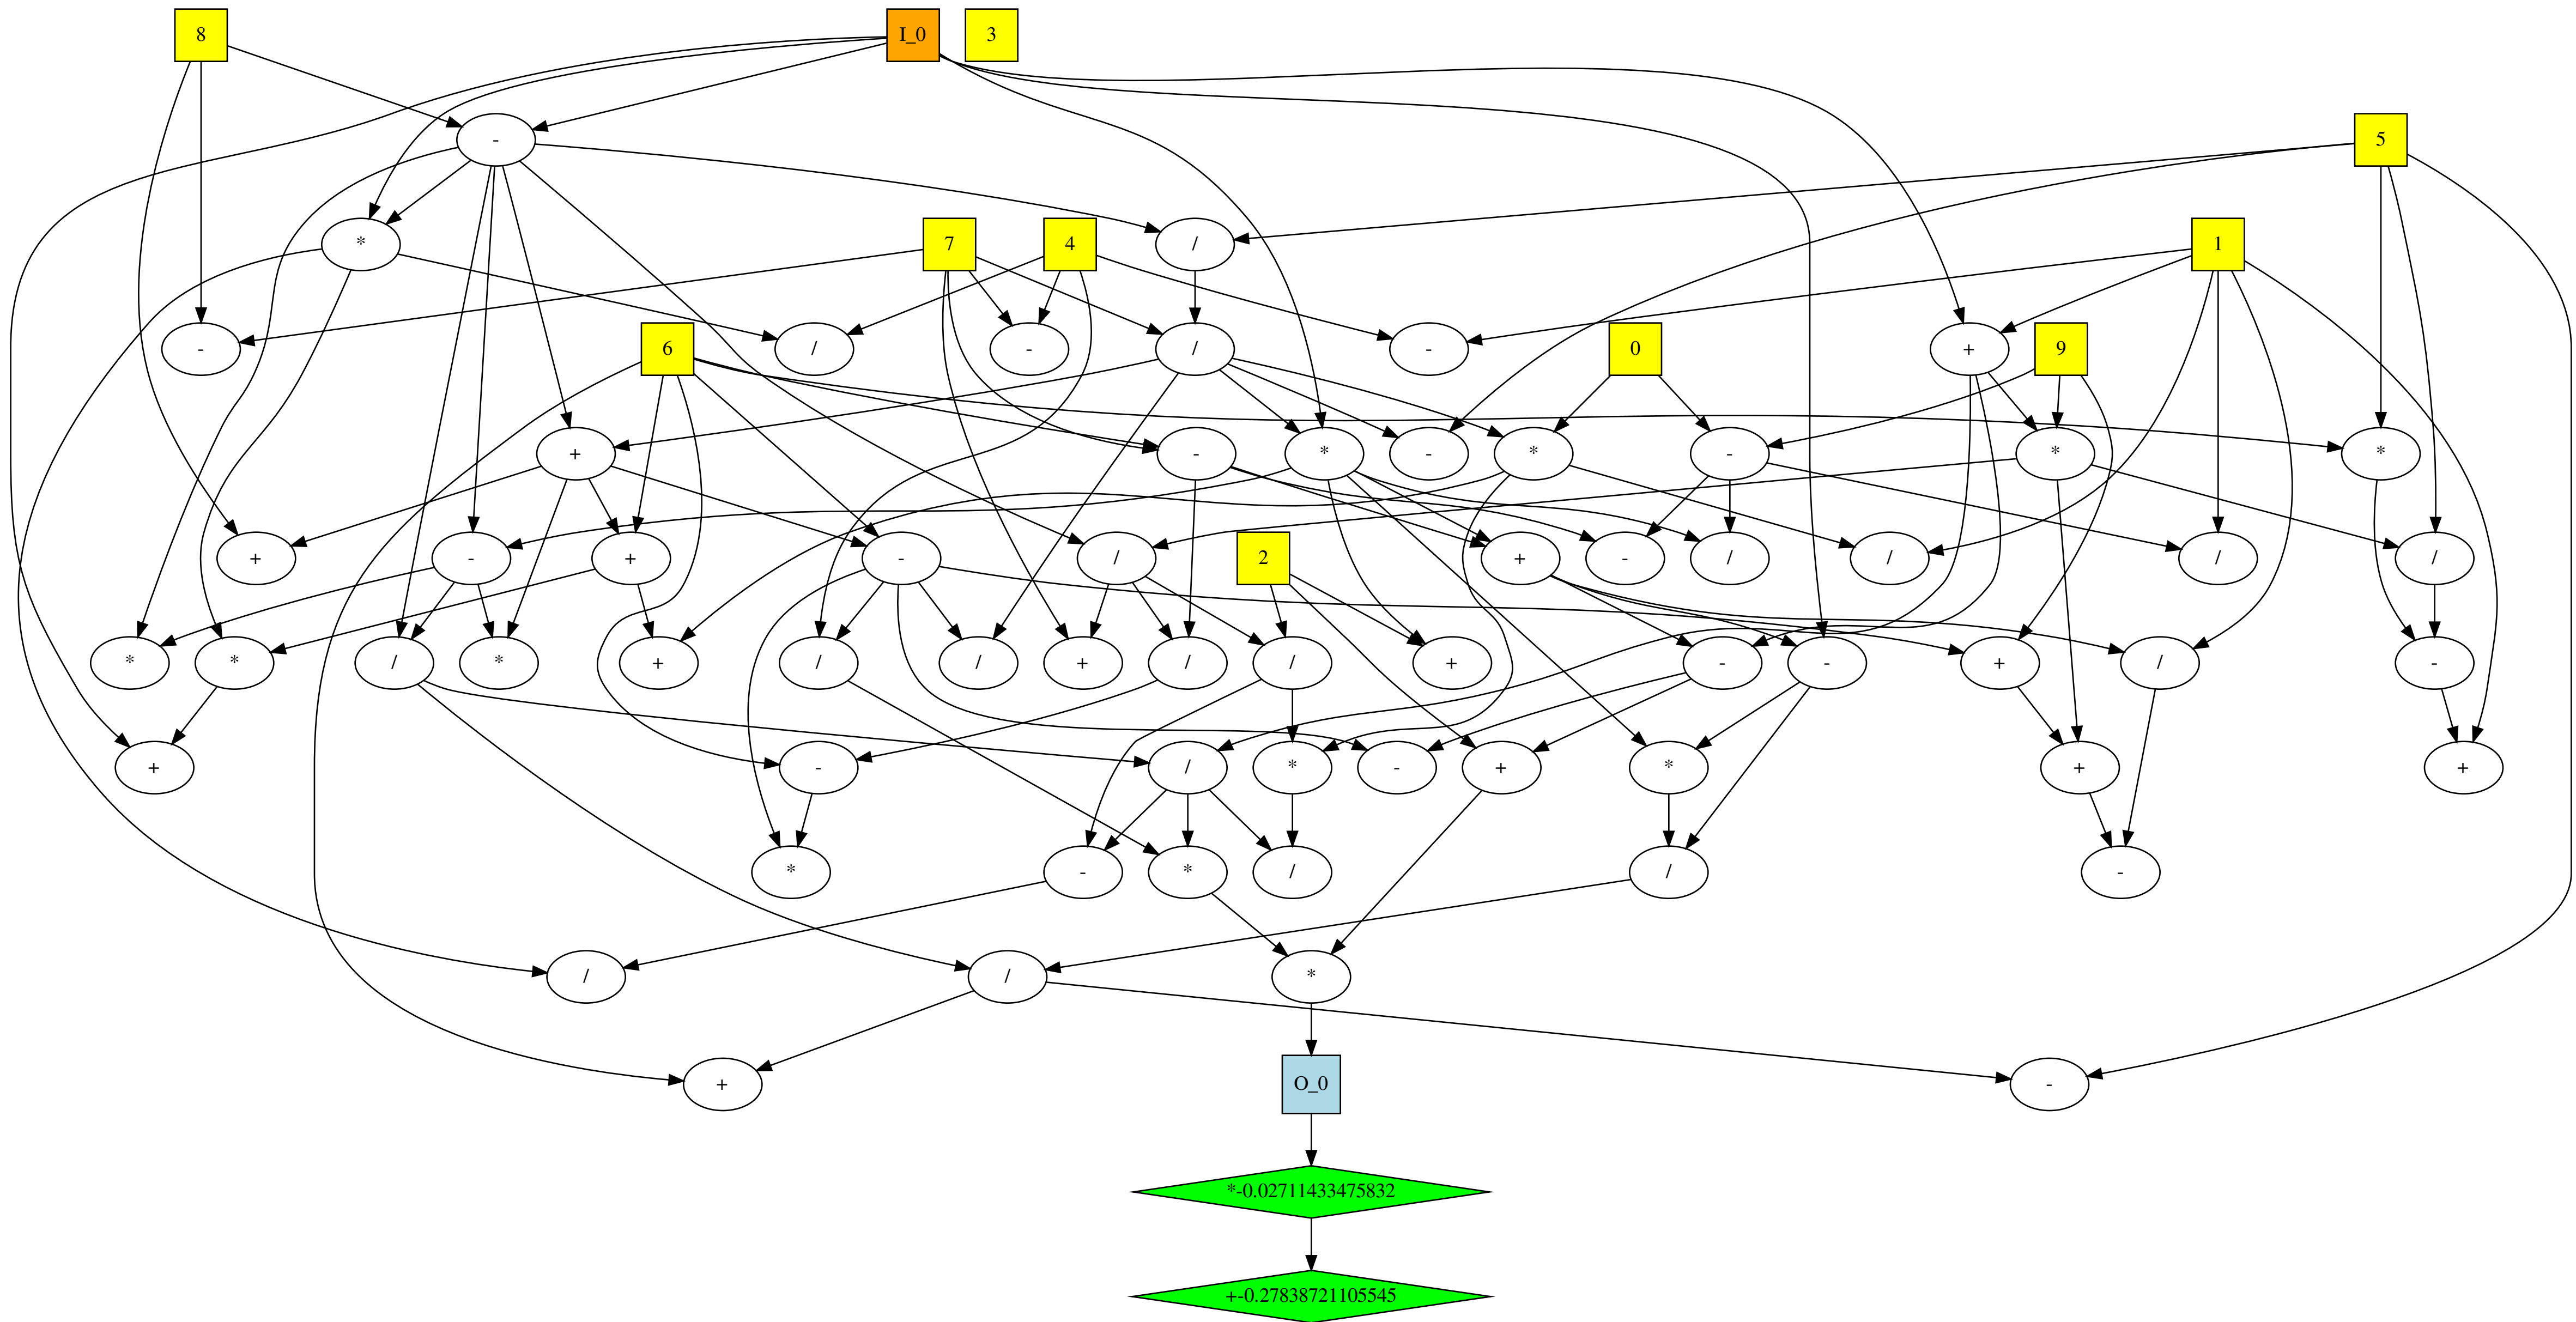 8 I_0 3
- 5
* 7 4 / 1
- 6 / - / - 0 + 9
+ - * - * - * *
+ - + - / 2 + - / / / /
* * / * + / / + / / + - - + / -
+ - / * - + * + +
* - * / / -
/ / *
+ O_0 -
*-0.02711433475832
+-0.27838721105545